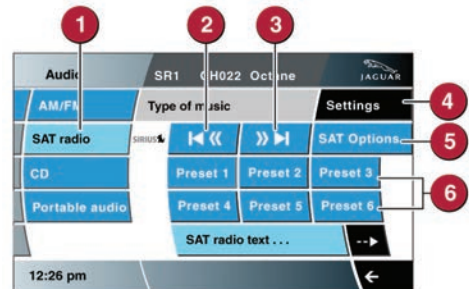 1 2 3
Audio SR1 CH022 Octane JAGUAR
AM/FM Type of music Settings 4
SAT radio SIRIUS SAT Options 5
CD Preset 1 Preset 2 Preset 3
Portable audio Preset 4 Preset 5 Preset 6 6
SAT radio text . . .
12:26 pm